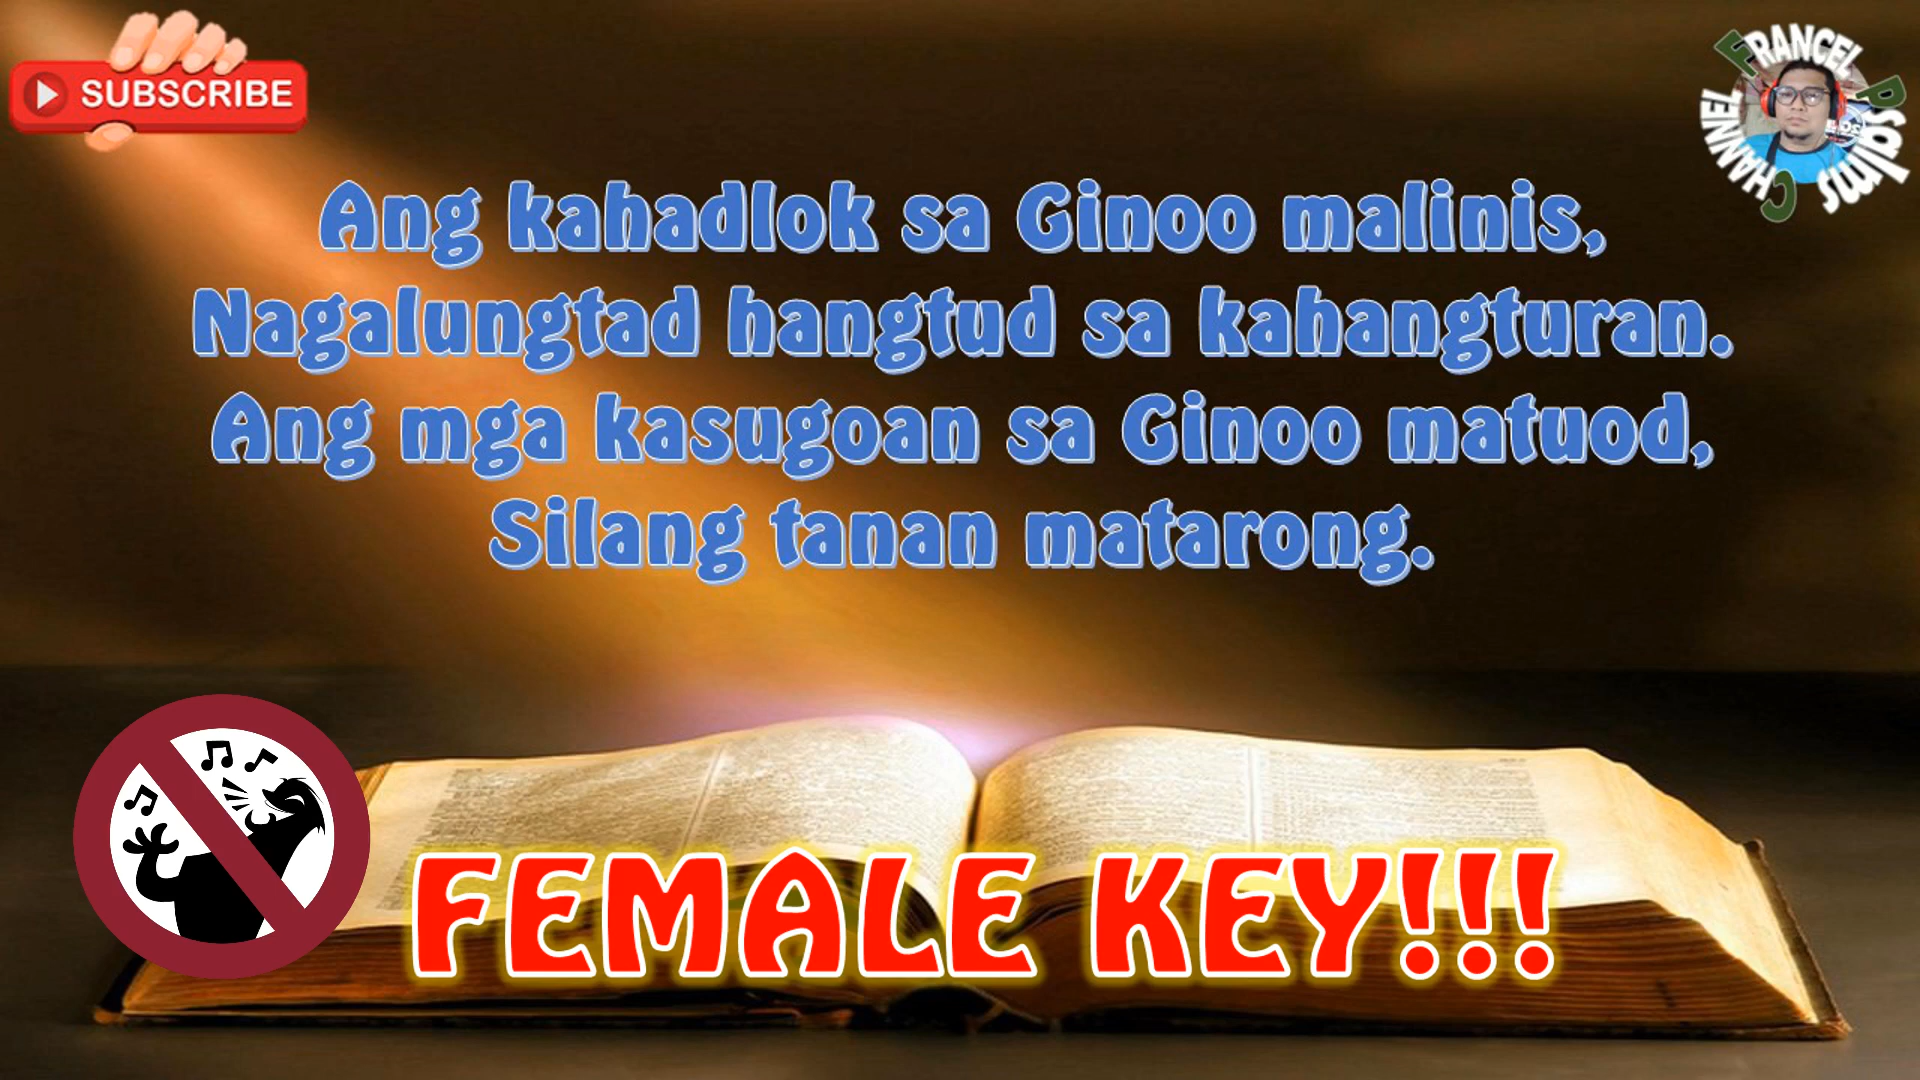 SUBSCRIBE
FRANCEL Psalms CHANNEL
Ang kahadlok sa Ginoo malinis,
Nagalungtad hangtud sa kahangturan.
Ang mga kasugoan sa Ginoo matuod,
Silang tanan matarong.
FEMALE KEY!!!